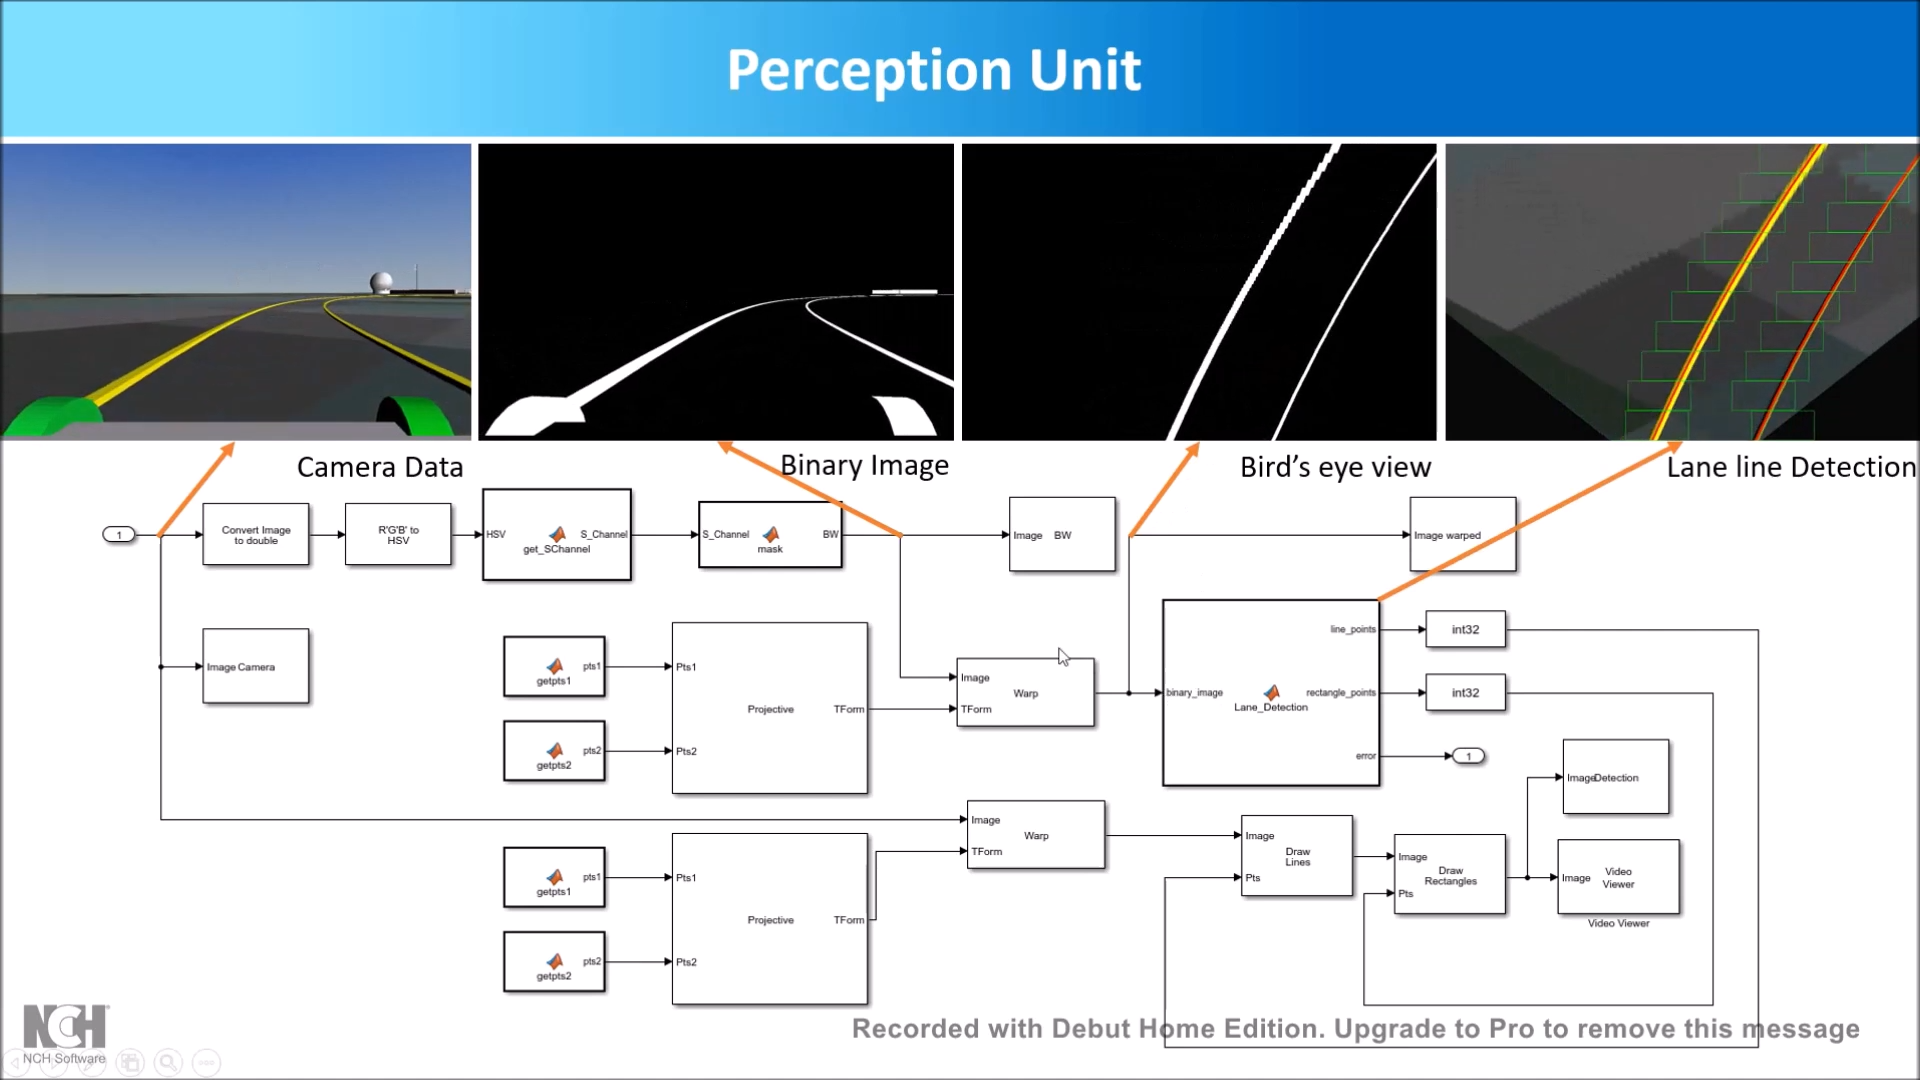 Perception Unit
Camera Data
Binary Image
Bird's eye view
Lane line Detection
1
Convert Image
to double
R'G'B' to
HSV
HSV
S_Channel
get_SChannel
S_Channel
BW
mask
Image
BW
Image warped
Image Camera
pts1
getpts1
pts2
getpts2
Pts1
Projective
TForm
Pts2
Image
Warp
TForm
line_points
binary_image
rectangle_points
Lane_Detection
error
int32
int32
1
ImageDetection
pts1
getpts1
pts2
getpts2
Pts1
Projective
TForm
Pts2
Image
Warp
TForm
Image
Draw
Lines
Pts
Image
Draw
Rectangles
Pts
Image
Video
Viewer
Video Viewer
NCH
NCH Software
Recorded with Debut Home Edition. Upgrade to Pro to remove this message